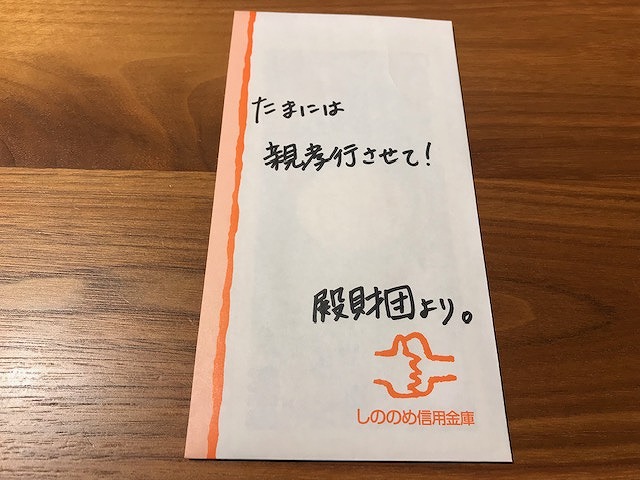 たまには
親孝行させて!
殿財団より。
しののめ信用金庫